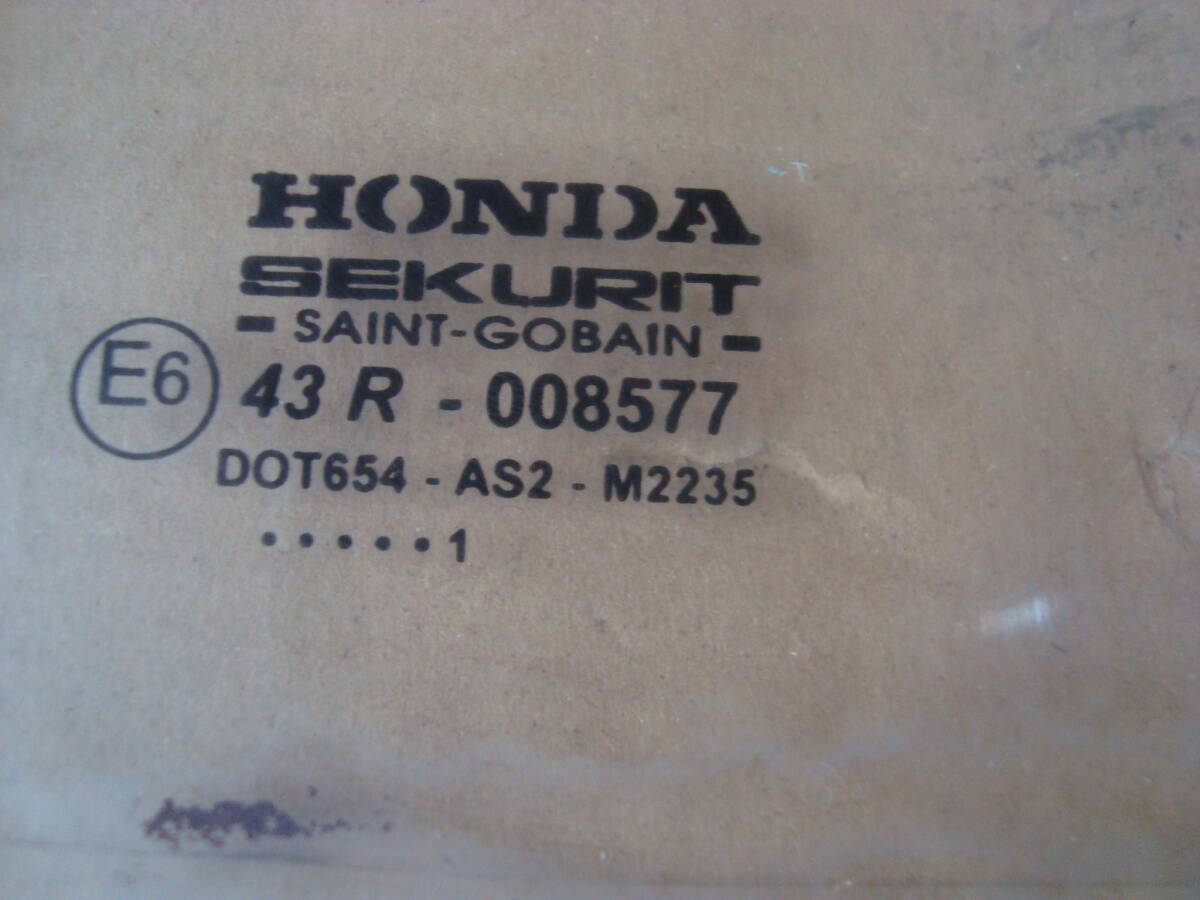 HONDA
SEKURIT
- SAINT-GOBAIN -
E6 43 R - 008577
DOT654 - AS2 - M2235
.....1